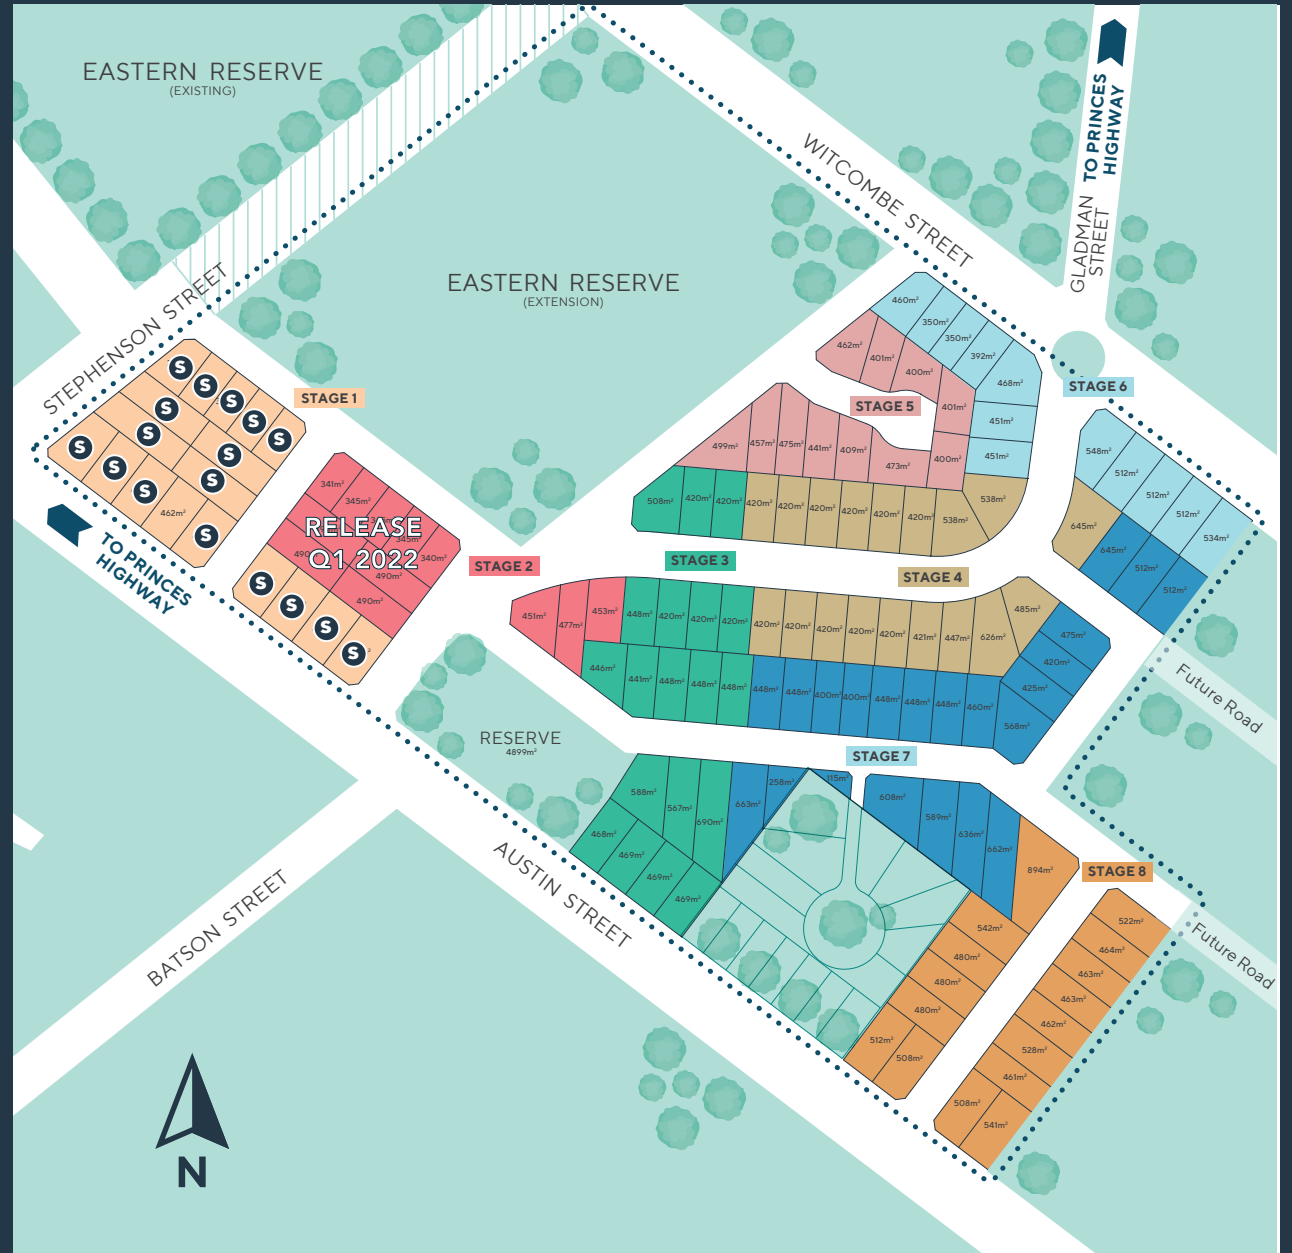 EASTERN RESERVE
(EXISTING)
TO PRINCES
HIGHWAY
WITCOMBE STREET
GLADMAN
STREET
EASTERN RESERVE
(EXTENSION)
STEPHENSON STREET
460m²
350m²
350m²
392m²
468m²
451m²
451m²
462m²
401m²
400m²
401m²
400m²
STAGE 6
STAGE 5
STAGE 1
S
S
S
S
S
S
S
S
S
S
S
S
S
462m²
S
499m²
457m²
475m²
441m²
409m²
473m²
548m²
512m²
512m²
512m²
534m²
645m²
645m²
512m²
512m²
341m²
345m²
345m²
340m²
490m²
490m²
RELEASE
Q1 2022
TO PRINCES
HIGHWAY
S
S
S
S
508m²
420m²
420m²
420m²
420m²
420m²
420m²
420m²
420m²
538m²
538m²
STAGE 2
STAGE 3
STAGE 4
451m²
477m²
453m²
448m²
420m²
420m²
420m²
420m²
420m²
420m²
420m²
420m²
421m²
447m²
626m²
485m²
475m²
420m²
425m²
568m²
446m²
441m²
448m²
448m²
448m²
448m²
448m²
400m²
400m²
448m²
448m²
448m²
460m²
Future Road
RESERVE
4899m²
STAGE 7
588m²
567m²
690m²
663m²
258m²
115m²
608m²
589m²
636m²
662m²
894m²
468m²
469m²
469m²
469m²
STAGE 8
AUSTIN STREET
BATSON STREET
542m²
480m²
480m²
480m²
512m²
508m²
522m²
464m²
463m²
463m²
462m²
528m²
461m²
508m²
541m²
Future Road
N